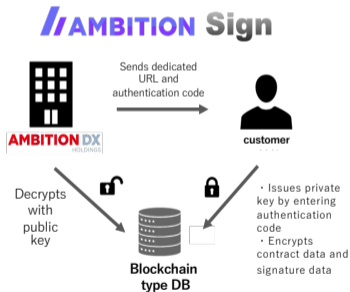 AMBITION Sign
Sends dedicated
URL and
authentication code
AMBITION DX
HOLDINGS
customer
Decrypts
with
public
key
・Issues private
key by entering
authentication
code
・Encrypts
contract data and
signature data
Blockchain
type DB